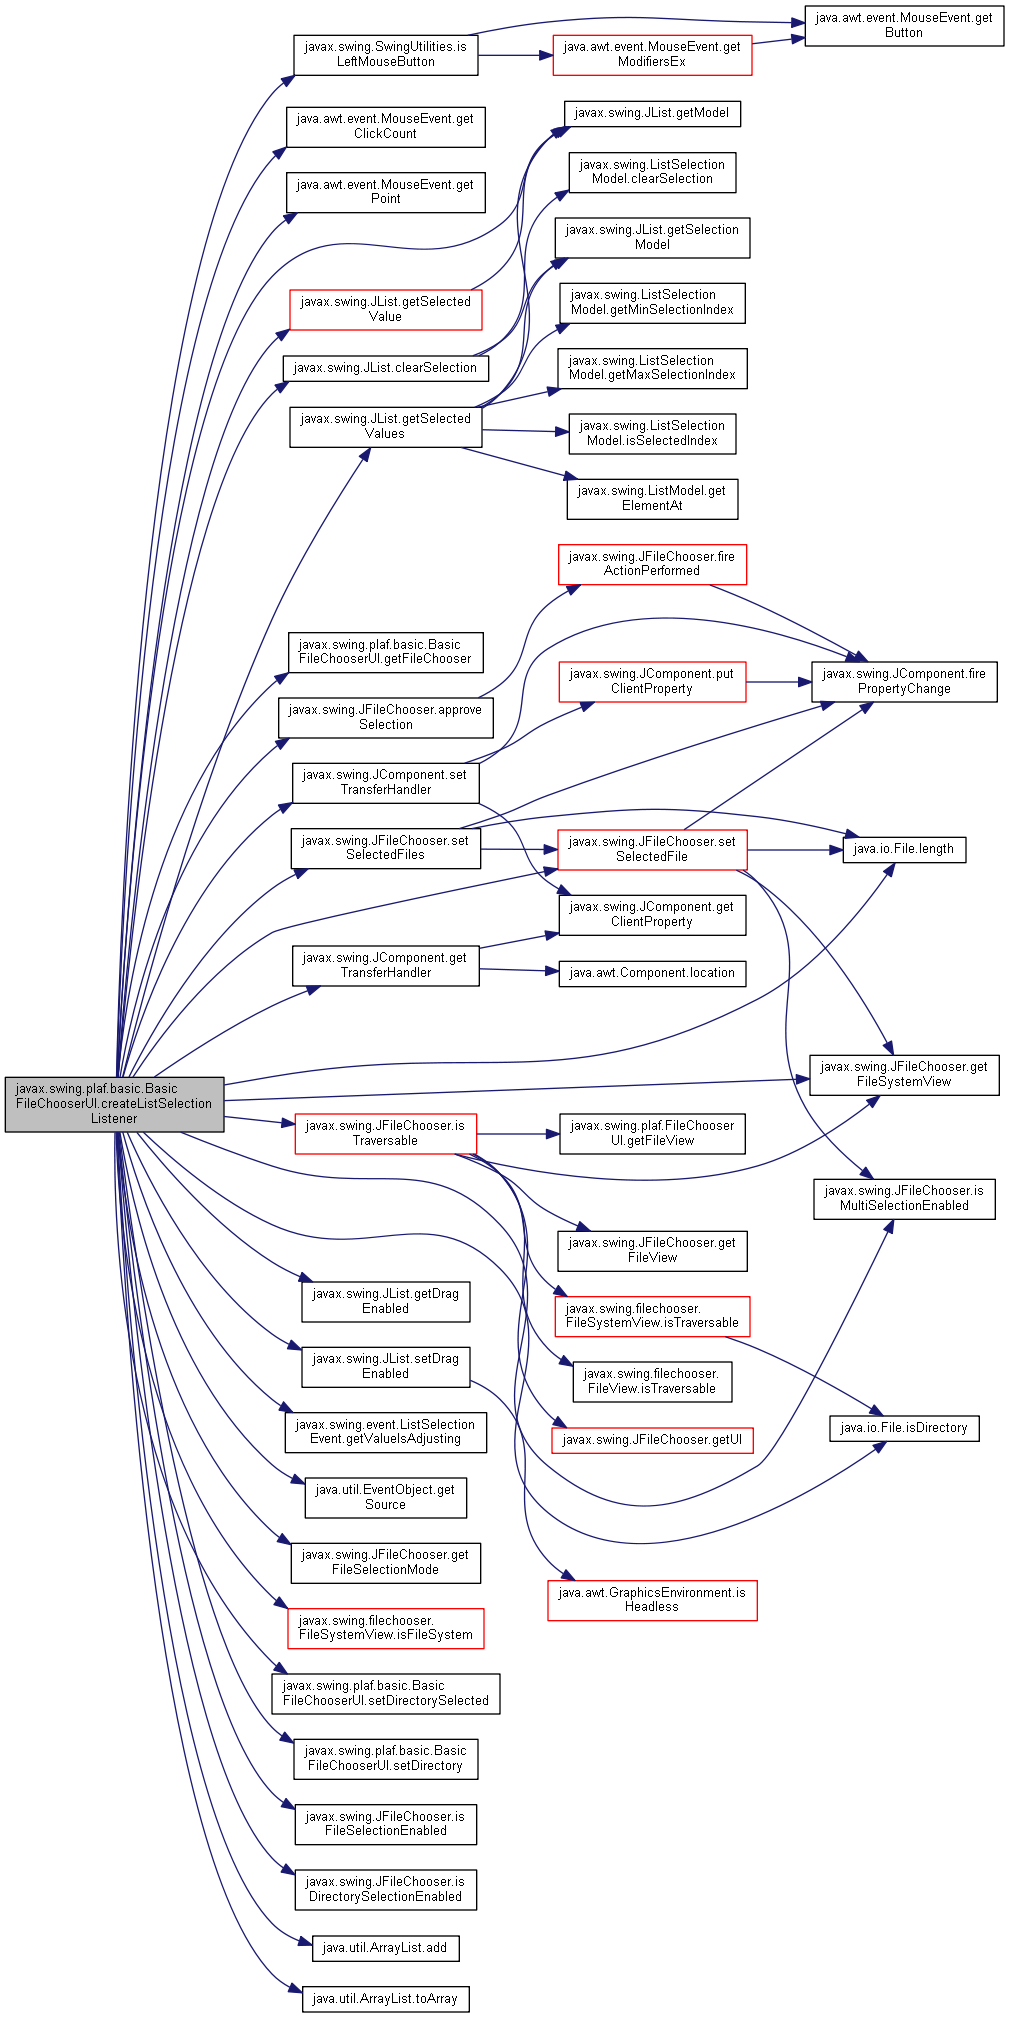 javax.swing.SwingUtilities.is
LeftMouseButton
java.awt.event.MouseEvent.get
ModifiersEx
java.awt.event.MouseEvent.get
Button
java.awt.event.MouseEvent.get
ClickCount
java.awt.event.MouseEvent.get
Point
javax.swing.JList.getModel
javax.swing.ListSelection
Model.clearSelection
javax.swing.JList.getSelection
Model
javax.swing.JList.getSelected
Value
javax.swing.ListSelection
Model.getMinSelectionIndex
javax.swing.JList.clearSelection
javax.swing.ListSelection
Model.getMaxSelectionIndex
javax.swing.JList.getSelected
Values
javax.swing.ListSelection
Model.isSelectedIndex
javax.swing.ListModel.get
ElementAt
javax.swing.JFileChooser.fire
ActionPerformed
javax.swing.plaf.basic.Basic
FileChooserUI.getFileChooser
javax.swing.JComponent.put
ClientProperty
javax.swing.JComponent.fire
PropertyChange
javax.swing.JFileChooser.approve
Selection
javax.swing.JComponent.set
TransferHandler
javax.swing.JFileChooser.set
SelectedFiles
javax.swing.JFileChooser.set
SelectedFile
java.io.File.length
javax.swing.JComponent.get
ClientProperty
javax.swing.JComponent.get
TransferHandler
java.awt.Component.location
javax.swing.JFileChooser.get
FileSystemView
javax.swing.plaf.basic.Basic
FileChooserUI.createListSelection
Listener
javax.swing.JFileChooser.is
Traversable
javax.swing.plaf.FileChooser
UI.getFileView
javax.swing.JFileChooser.is
MultiSelectionEnabled
javax.swing.JFileChooser.get
FileView
javax.swing.JList.getDrag
Enabled
javax.swing.filechooser.
FileSystemView.isTraversable
javax.swing.JList.setDrag
Enabled
javax.swing.filechooser.
FileView.isTraversable
javax.swing.event.ListSelection
Event.getValueIsAdjusting
javax.swing.JFileChooser.getUI
java.io.File.isDirectory
java.util.EventObject.get
Source
javax.swing.JFileChooser.get
FileSelectionMode
java.awt.GraphicsEnvironment.is
Headless
javax.swing.filechooser.
FileSystemView.isFileSystem
javax.swing.plaf.basic.Basic
FileChooserUI.setDirectorySelected
javax.swing.plaf.basic.Basic
FileChooserUI.setDirectory
javax.swing.JFileChooser.is
FileSelectionEnabled
javax.swing.JFileChooser.is
DirectorySelectionEnabled
java.util.ArrayList.add
java.util.ArrayList.toArray